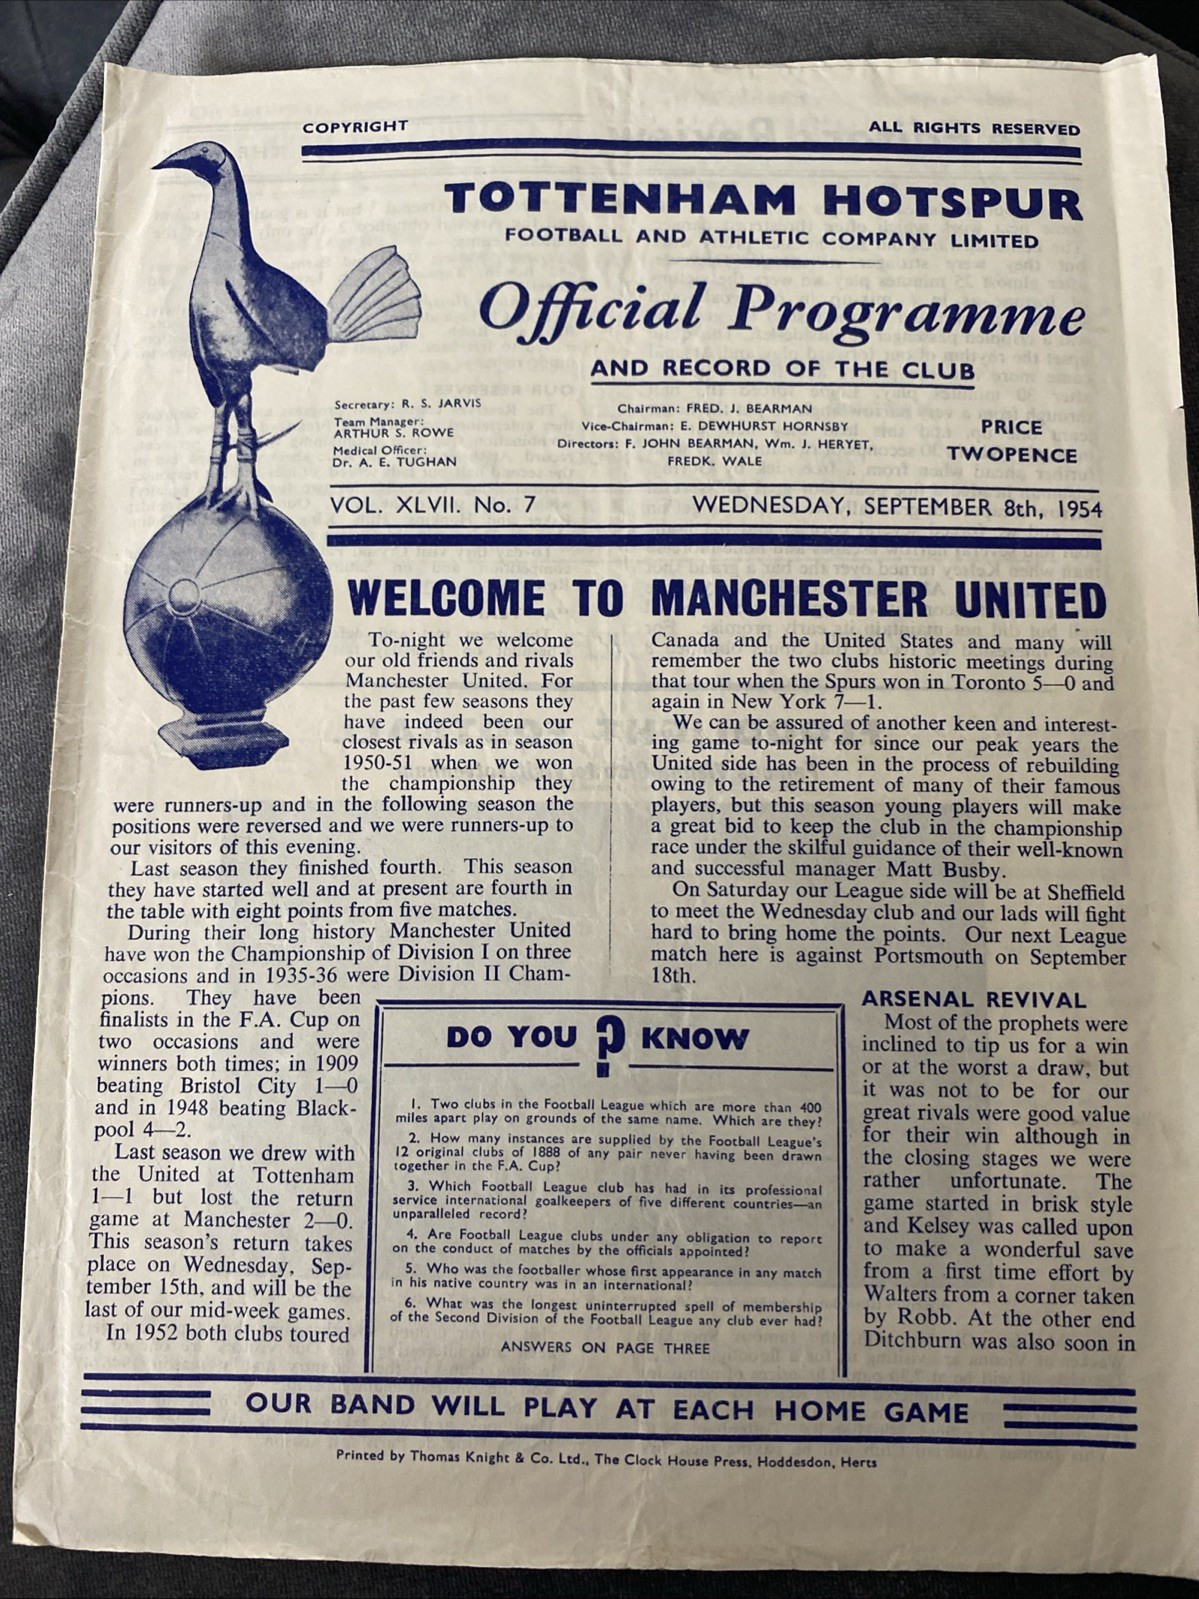 COPYRIGHT
ALL RIGHTS RESERVED
TOTTENHAM HOTSPUR
FOOTBALL AND ATHLETIC COMPANY LIMITED
Official Programme
AND RECORD OF THE CLUB
Secretary: R. S. JARVIS
Team Manager:
ARTHUR S. ROWE
Medical Officer:
Dr. A. E. TUGHAN
Chairman: FRED. J. BEARMAN
Vice-Chairman: E. DEWHURST HORNSBY
Directors: F. JOHN BEARMAN, Wm. J. HERYET,
FREDK. WALE
PRICE
TWOPENCE
VOL. XLVII. No. 7
WEDNESDAY, SEPTEMBER 8th, 1954
WELCOME TO MANCHESTER UNITED
To-night we welcome
our old friends and rivals
Manchester United. For
the past few seasons they
have indeed been our
closest rivals as in season
1950-51 when we won
the championship they
were runners-up and in the following season the
positions were reversed and we were runners-up to
our visitors of this evening.
Last season they finished fourth. This season
they have started well and at present are fourth in
the table with eight points from five matches.
During their long history Manchester United
have won the Championship of Division I on three
occasions and in 1935-36 were Division II Cham-
pions. They have been
finalists in the F.A. Cup on
two occasions and were
winners both times; in 1909
beating Bristol City 1—0
and in 1948 beating Black-
pool 4—2.
Last season we drew with
the United at Tottenham
1—1 but lost the return
game at Manchester 2—0.
This season's return takes
place on Wednesday, Sep-
tember 15th, and will be the
last of our mid-week games.
In 1952 both clubs toured
Canada and the United States and many will
remember the two clubs historic meetings during
that tour when the Spurs won in Toronto 5—0 and
again in New York 7—1.
We can be assured of another keen and interest-
ing game to-night for since our peak years the
United side has been in the process of rebuilding
owing to the retirement of many of their famous
players, but this season young players will make
a great bid to keep the club in the championship
race under the skilful guidance of their well-known
and successful manager Matt Busby.
On Saturday our League side will be at Sheffield
to meet the Wednesday club and our lads will fight
hard to bring home the points. Our next League
match here is against Portsmouth on September
18th.
DO YOU ? KNOW
1. Two clubs in the Football League which are more than 400
miles apart play on grounds of the same name. Which are they?
2. How many instances are supplied by the Football League's
12 original clubs of 1888 of any pair never having been drawn
together in the F.A. Cup?
3. Which Football League club has had in its professional
service international goalkeepers of five different countries—an
unparalleled record?
4. Are Football League clubs under any obligation to report
on the conduct of matches by the officials appointed?
5. Who was the footballer whose first appearance in any match
in his native country was in an international?
6. What was the longest uninterrupted spell of membership
of the Second Division of the Football League any club ever had?
ANSWERS ON PAGE THREE
ARSENAL REVIVAL
Most of the prophets were
inclined to tip us for a win
or at the worst a draw, but
it was not to be for our
great rivals were good value
for their win although in
the closing stages we were
rather unfortunate. The
game started in brisk style
and Kelsey was called upon
to make a wonderful save
from a first time effort by
Walters from a corner taken
by Robb. At the other end
Ditchburn was also soon in
OUR BAND WILL PLAY AT EACH HOME GAME
Printed by Thomas Knight & Co. Ltd., The Clock House Press, Hoddesdon, Herts